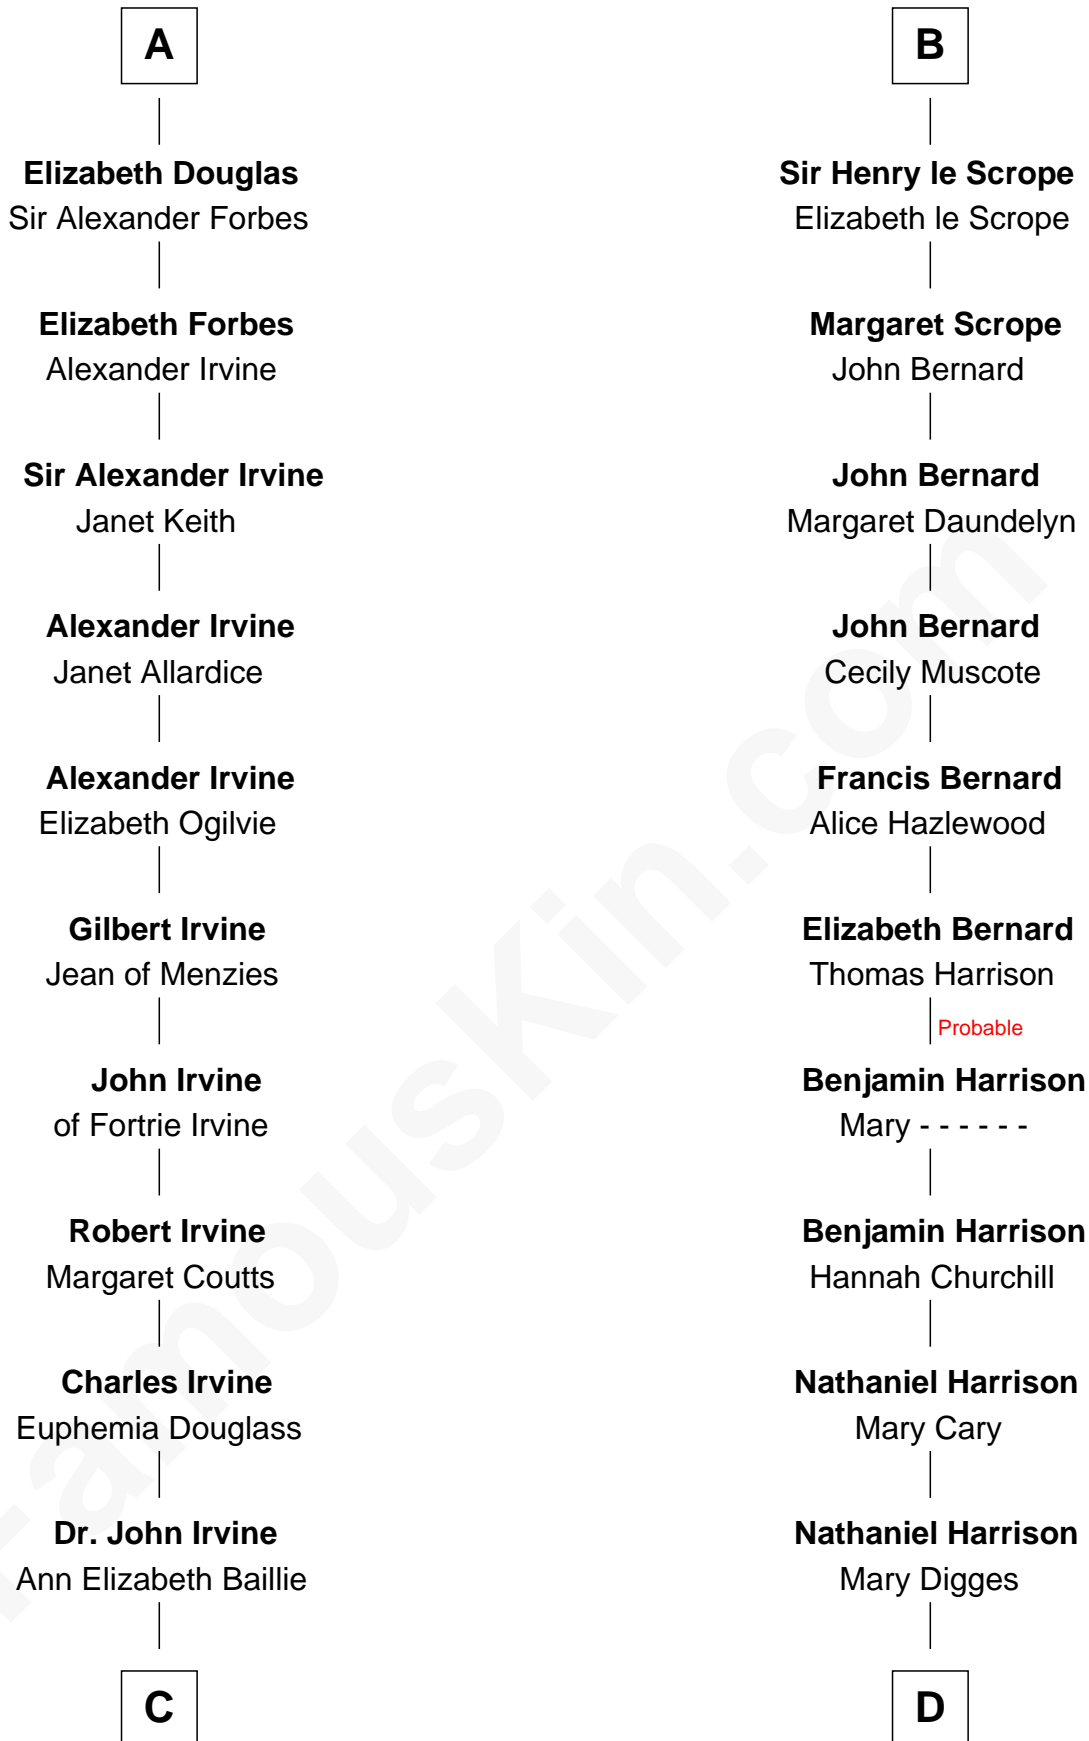 A
Elizabeth Douglas
Sir Alexander Forbes
Elizabeth Forbes
Alexander Irvine
Sir Alexander Irvine
Janet Keith
Alexander Irvine
Janet Allardice
Alexander Irvine
Elizabeth Ogilvie
Gilbert Irvine
Jean of Menzies
John Irvine
of Fortrie Irvine
Robert Irvine
Margaret Coutts
Charles Irvine
Euphemia Douglass
Dr. John Irvine
Ann Elizabeth Baillie
C
B
Sir Henry le Scrope
Elizabeth le Scrope
Margaret Scrope
John Bernard
John Bernard
Margaret Daundelyn
John Bernard
Cecily Muscote
Francis Bernard
Alice Hazlewood
Elizabeth Bernard
Thomas Harrison
Probable
Benjamin Harrison
Mary - - - - - -
Benjamin Harrison
Hannah Churchill
Nathaniel Harrison
Mary Cary
Nathaniel Harrison
Mary Digges
D
FamousKin.com